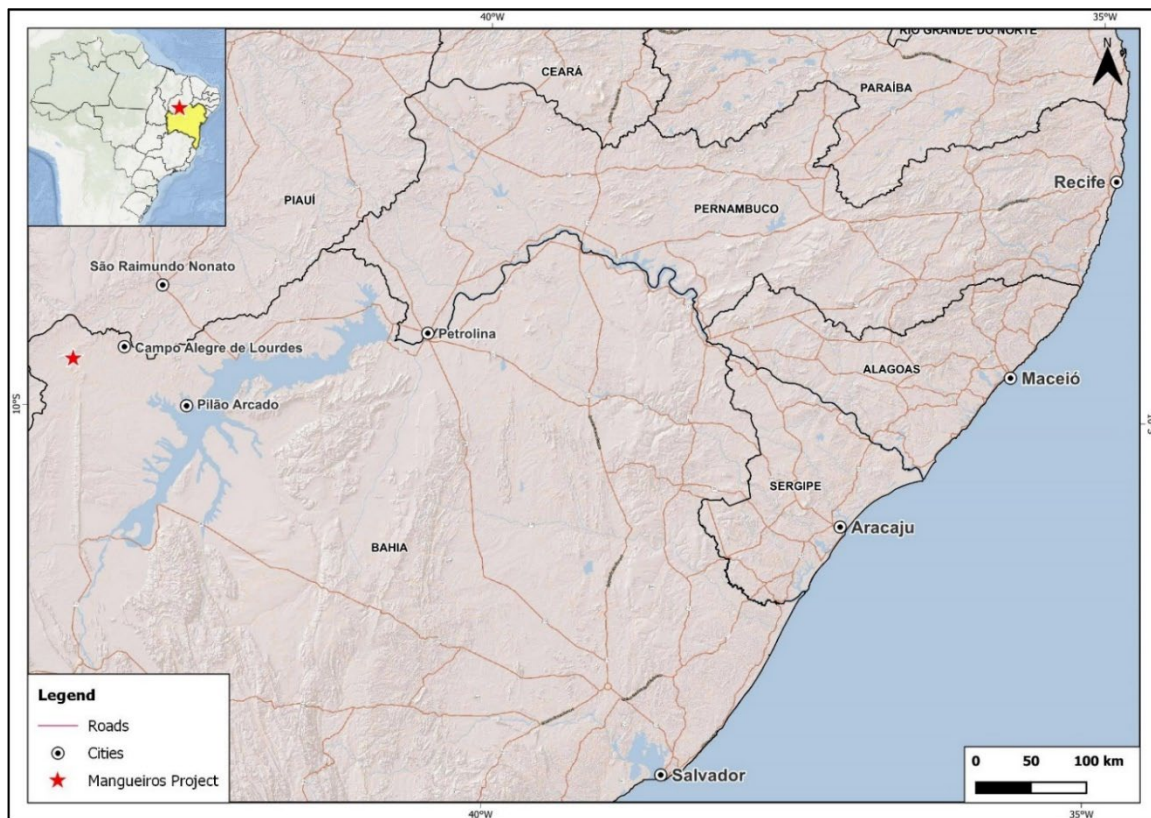 40°W
35°W
RIO GRANDE DO NORTE
N
CEARÁ
PARAÍBA
Recife
PIAUÍ
PERNAMBUCO
São Raimundo Nonato
Petrolina
Campo Alegre de Lourdes
ALAGOAS
Maceió
10°S
Pilão Arcado
10°S
SERGIPE
Aracaju
BAHIA
Legend
Roads
Cities
Mangueiros Project
Salvador
0 50 100 km
40°W
35°W